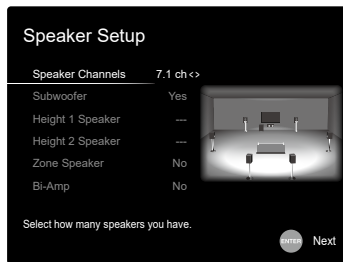 Speaker Setup
Speaker Channels 7.1 ch <>
Subwoofer Yes
Height 1 Speaker ---
Height 2 Speaker ---
Zone Speaker No
Bi-Amp No
Select how many speakers you have.
ENTER Next